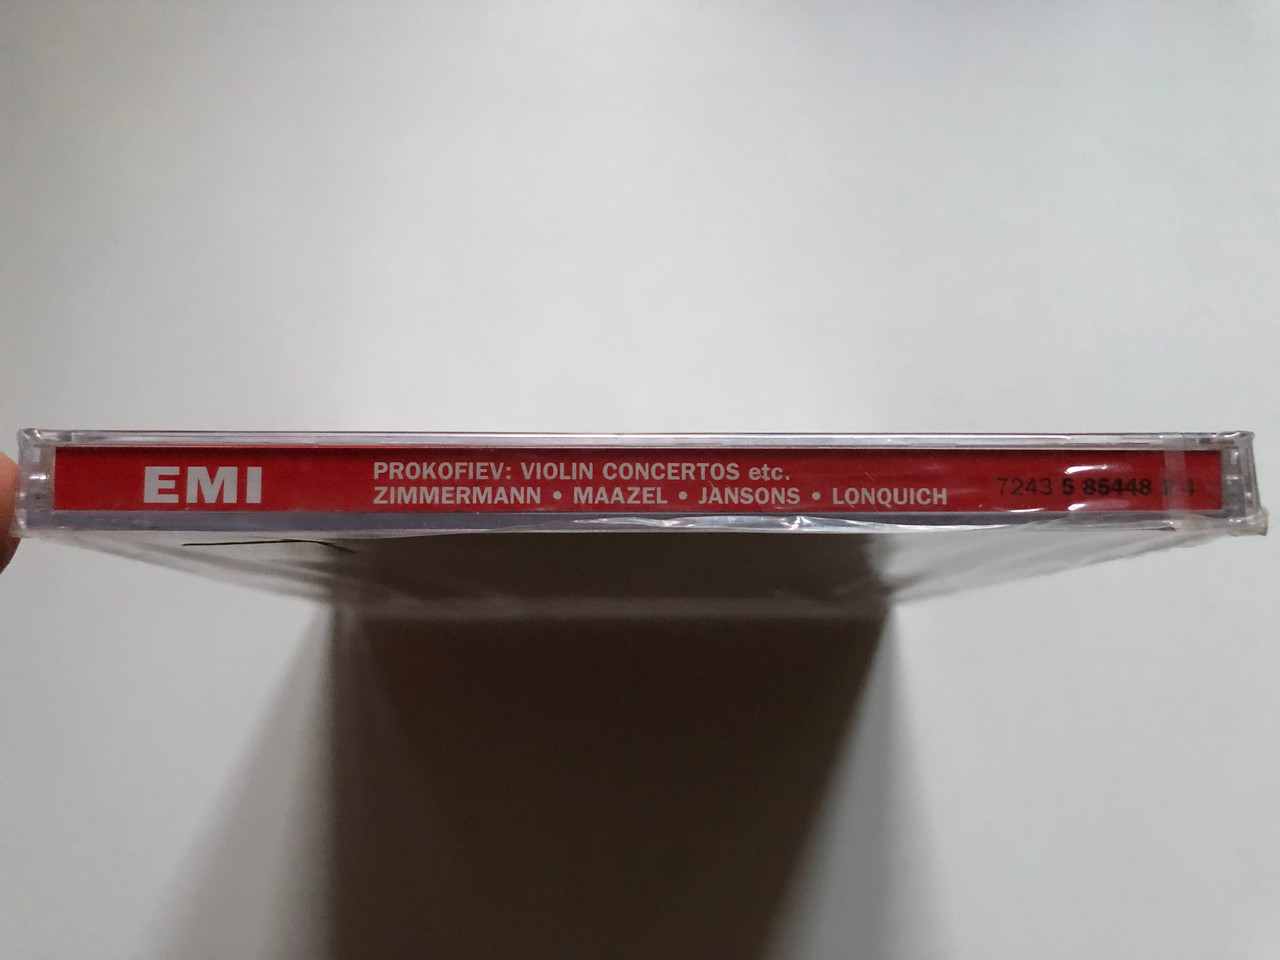 EMI
PROKOFIEV: VIOLIN CONCERTOS etc.
ZIMMERMANN • MAAZEL • JANSONS • LONQUICH
7243 5 85448